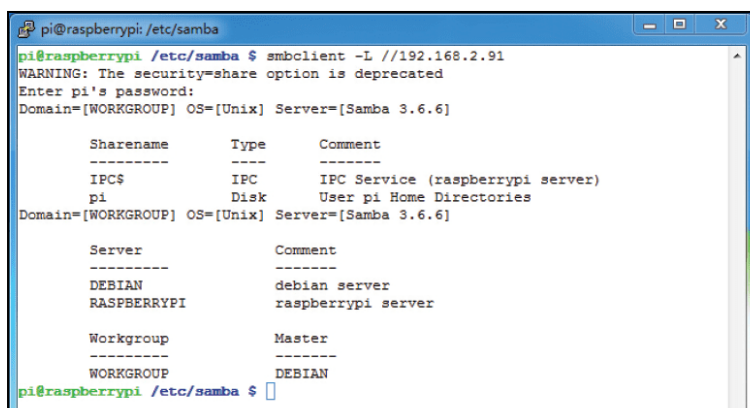 pi@raspberrypi: /etc/samba
pi@raspberrypi /etc/samba $ smbclient -L //192.168.2.91
WARNING: The security=share option is deprecated
Enter pi's password:
Domain=[WORKGROUP] OS=[Unix] Server=[Samba 3.6.6]
Sharename Type Comment
--------- ---- -------
IPC$ IPC IPC Service (raspberrypi server)
pi Disk User pi Home Directories
Domain=[WORKGROUP] OS=[Unix] Server=[Samba 3.6.6]
Server Comment
--------- -------
DEBIAN debian server
RASPBERRYPI raspberrypi server
Workgroup Master
--------- -------
WORKGROUP DEBIAN
pi@raspberrypi /etc/samba $